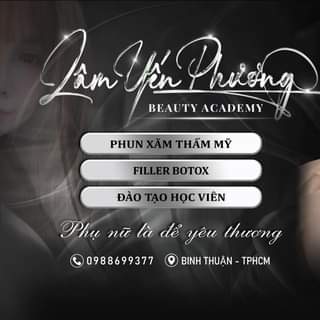 Lâm Yến Phương
BEAUTY ACADEMY
PHUN XĂM THẨM MỸ
FILLER BOTOX
ĐÀO TẠO HỌC VIÊN
Phụ nữ là để yêu thương
0988699377 BINH THUẬN - TPHCM